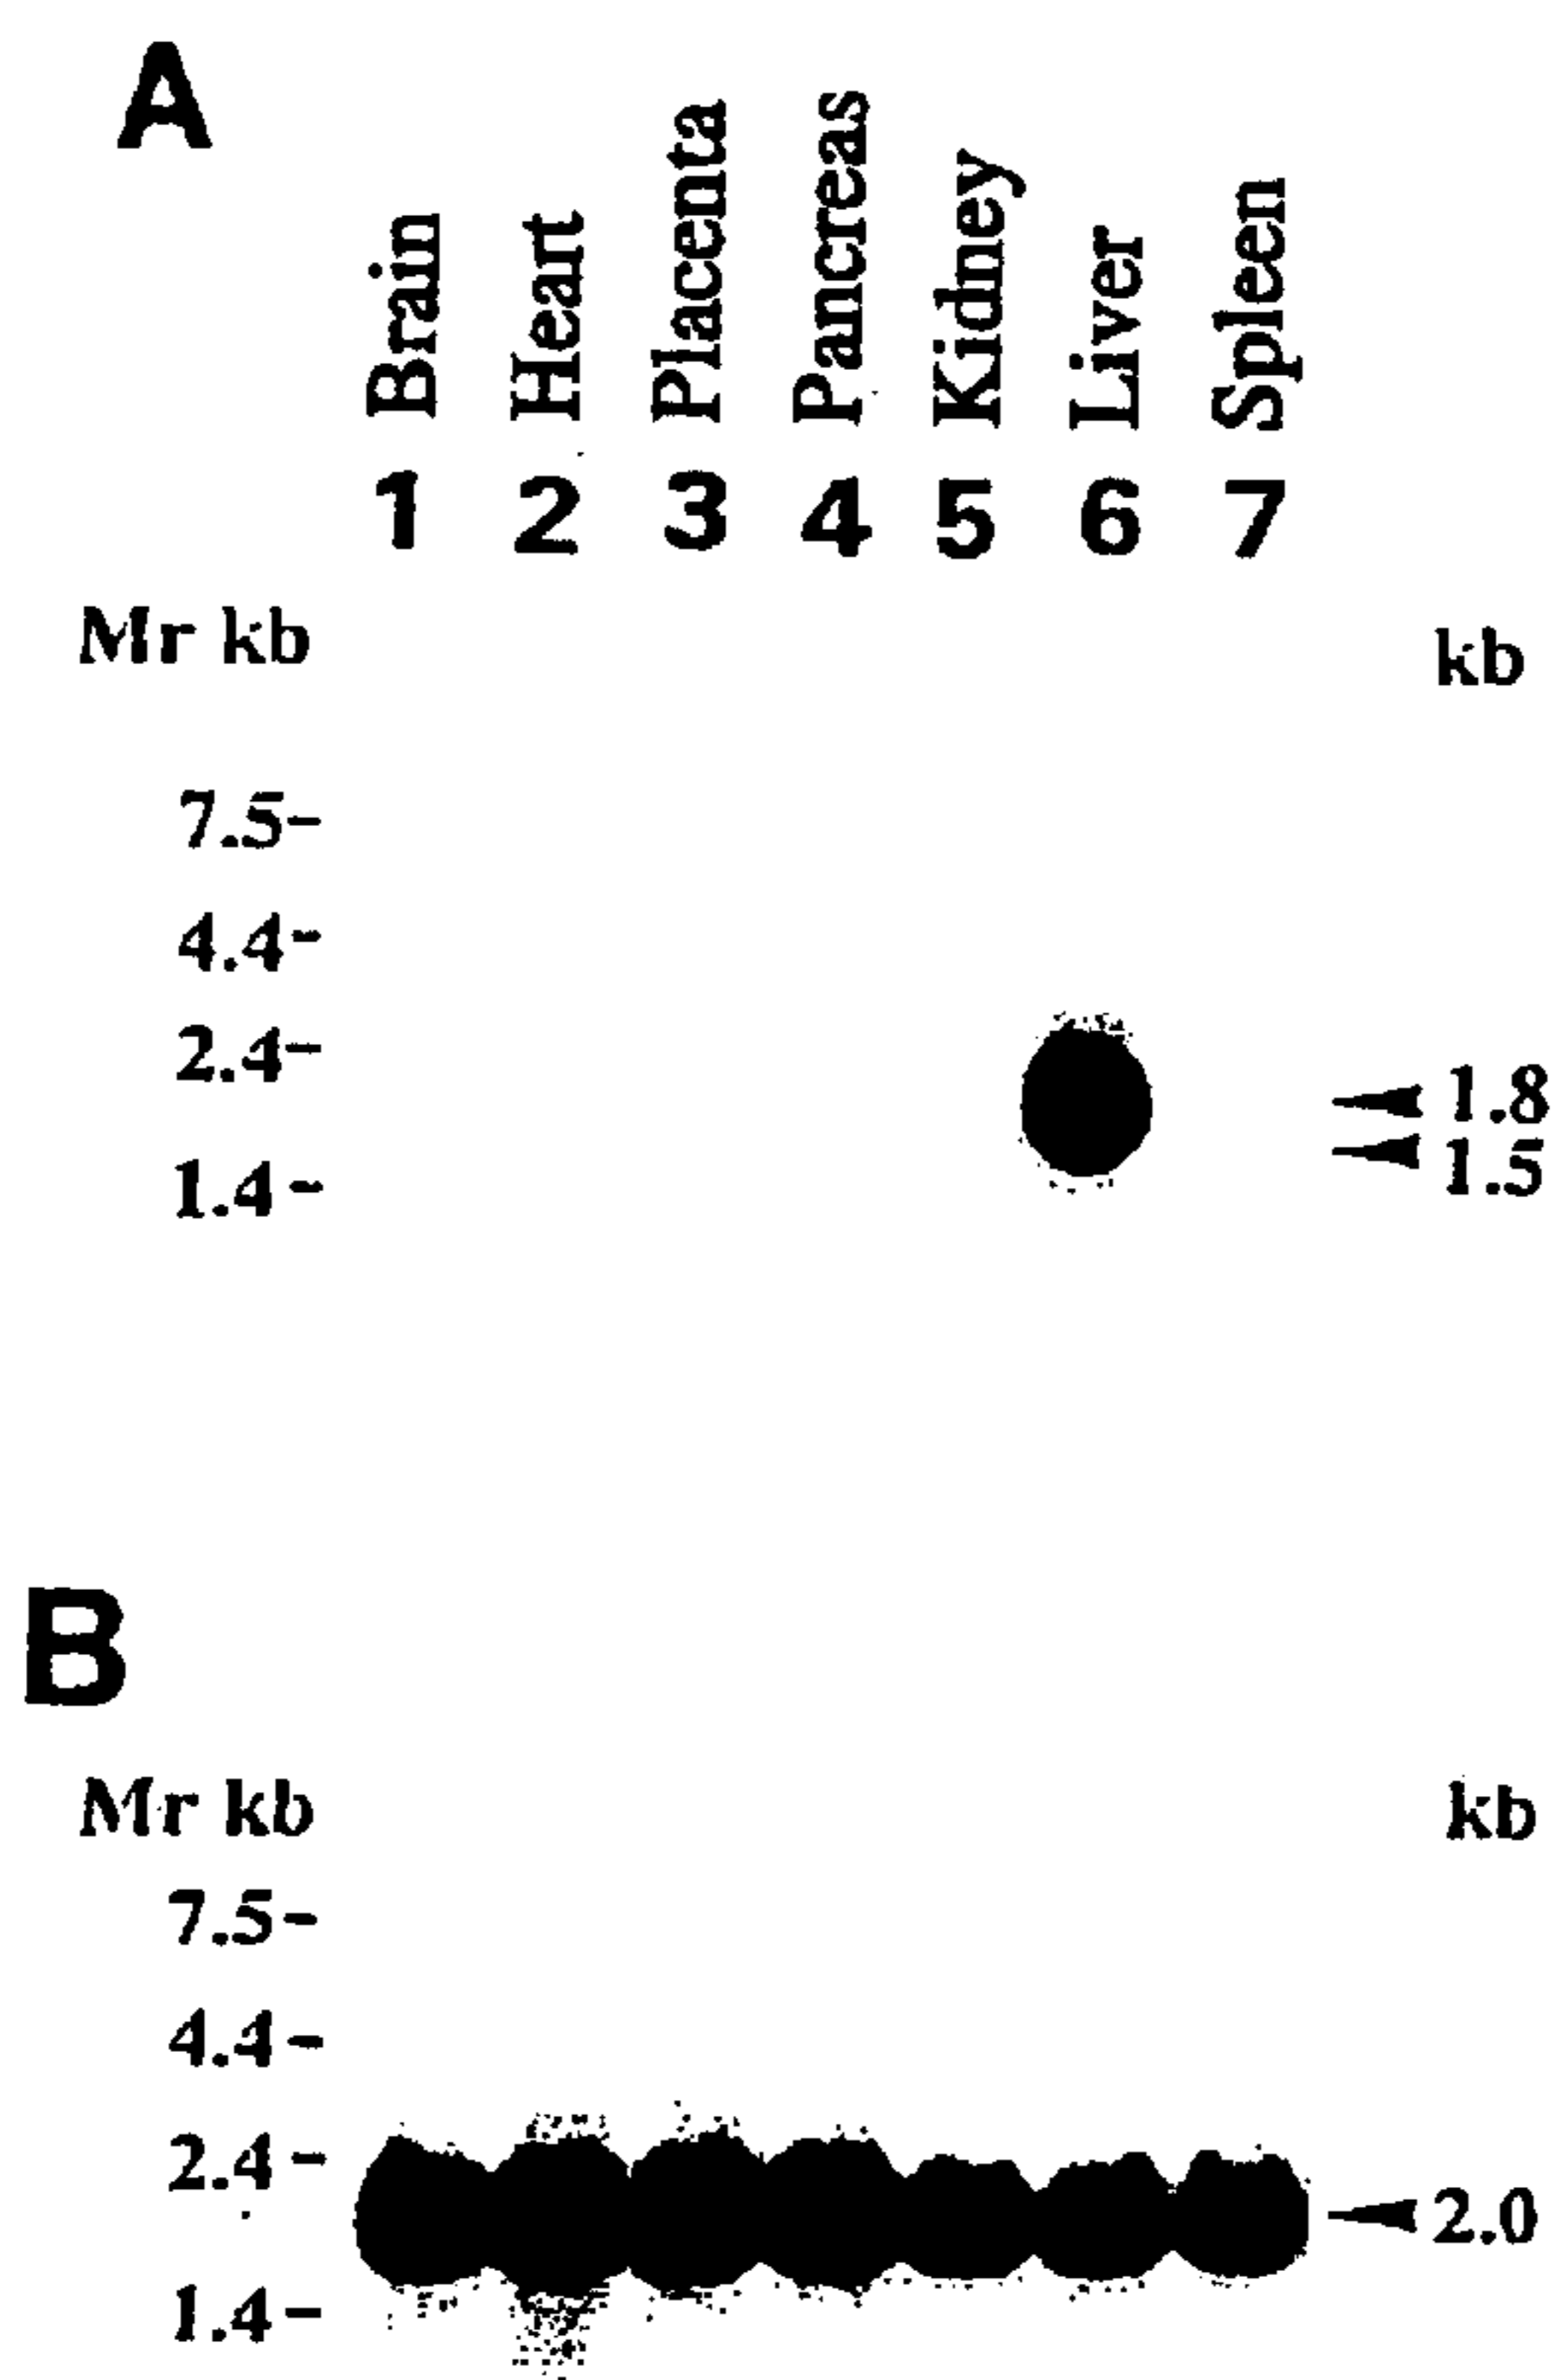 A
Brain Heart Placenta Pancreas Kidney Liver Spleen
1 2 3 4 5 6 7
Mr kb kb
7.5-
4.4-
2.4-
1.8
1.5
1.4-
B
Mr kb kb
7.5-
4.4-
2.4-
2.0
1.4-